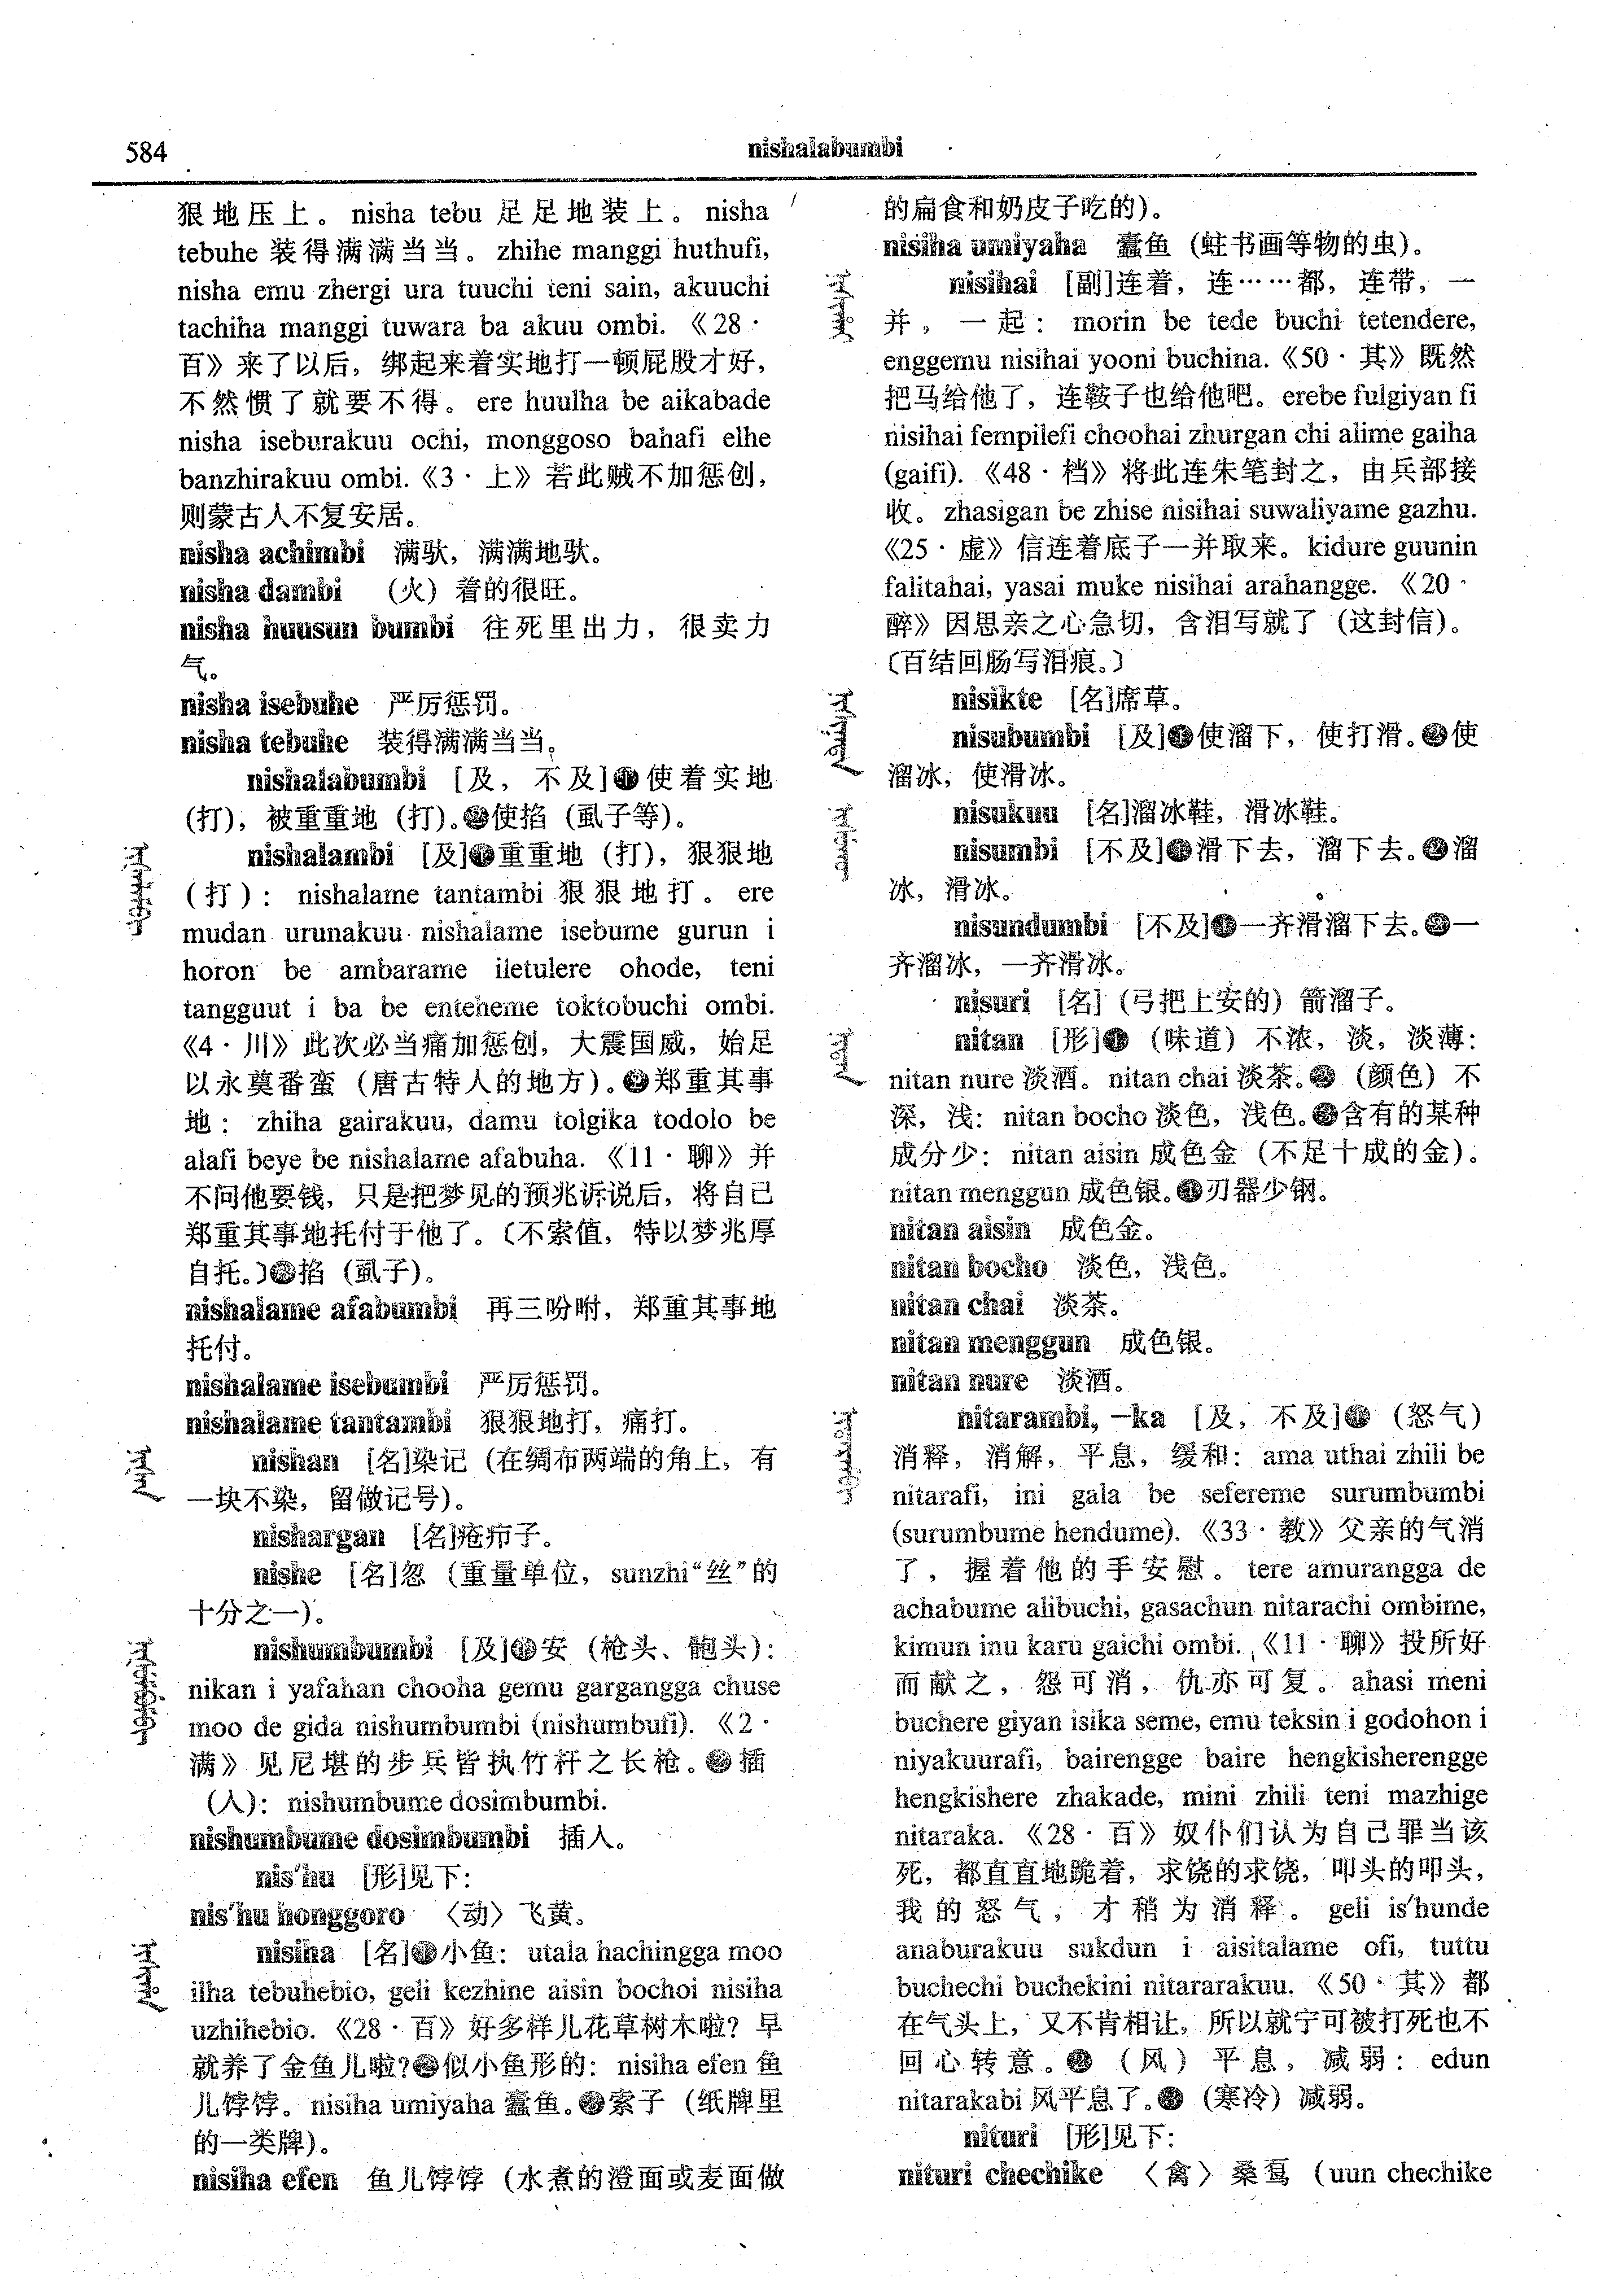 584
nishalabumbi
狠地压上。nisha tebu 足足地装上。nisha
tebuhe 装得满满当当。zhihe manggi huthufi,
nisha emu zhergi ura tuuchi teni sain, akuuchi
tachiha manggi tuwara ba akuu ombi.《28·
百》来了以后，绑起来着实地打一顿屁股才好，
不然惯了就要不得。ere huulha be aikabade
nisha iseburakuu ochi, monggoso bahafi elhe
banzhirakuu ombi.《3·上》若此贼不加惩创，
则蒙古人不复安居。
nisha achimbi 满驮，满满地驮。
nisha dambi （火）着的很旺。
nisha huusun bumbi 往死里出力，很卖力
气。
nisha isebuhe 严厉惩罚。
nisha tebuhe 装得满满当当。
nishalabumbi [及，不及]❶使着实地
(打)，被重重地（打）。❷使掐（虱子等）。
nishalambi [及]❶重重地（打），狠狠地
(打)：nishalame tantambi 狠狠地打。ere
mudan urunakuu nishalame isebume gurun i
horon be ambarame iletulere ohode, teni
tangguut i ba be enteheme toktobuchi ombi.
《4·川》此次必当痛加惩创，大震国威，始足
以永奠番蛮（唐古特人的地方）。❷郑重其事
地：zhiha gairakuu, damu tolgika todolo be
alafi beye be nishalame afabuha.《11·聊》并
不问他要钱，只是把梦见的预兆诉说后，将自己
郑重其事地托付于他了。〔不索值，特以梦兆厚
自托。〕❸掐（虱子）。
nishalame afabumbi 再三吩咐，郑重其事地
托付。
nishalame isebumbi 严厉惩罚。
nishalame tantambi 狠狠地打，痛打。
nishan [名]染记（在绸布两端的角上，有
一块不染，留做记号）。
nishargan [名]疮疖子。
nishe [名]忽（重量单位，sunzhi“丝”的
十分之一）。
nishumbumbi [及]❶安（枪头、骲头）：
nikan i yafahan chooha gemu gargangga chuse
moo de gida nishumbumbi (nishumbufi).《2·
满》见尼堪的步兵皆执竹秆之长枪。❷插
(入)：nishumbume dosimbumbi.
nishumbume dosimbumbi 插入。
nis'hu [形]见下：
nis'hu honggoro 〈动〉飞黄。
nisiha [名]❶小鱼：utala hachingga moo
ilha tebuhebio, geli kezhine aisin bochoi nisiha
uzhihebio.《28·百》好多样儿花草树木啦？早
就养了金鱼儿啦？❷似小鱼形的：nisiha efen 鱼
儿饽饽。nisiha umiyaha 蠹鱼。❸索子（纸牌里
的一类牌）。
nisiha efen 鱼儿饽饽（水煮的澄面或麦面做
的扁食和奶皮子吃的）。
nisiha umiyaha 蠹鱼（蛀书画等物的虫）。
nisihai [副]连着，连……都，连带，一
并，一起：morin be tede buchi tetendere,
enggemu nisihai yooni buchina.《50·其》既然
把马给他了，连鞍子也给他吧。erebe fulgiyan fi
nisihai fempilefi choohai zhurgan chi alime gaiha
(gaifi).《48·档》将此连朱笔封之，由兵部接
收。zhasigan be zhise nisihai suwaliyame gazhu.
《25·虚》信连着底子一并取来。kidure guunin
falitahai, yasai muke nisihai arahangge.《20·
醉》因思亲之心急切，含泪写就了（这封信）。
〔百结回肠写泪痕。〕
nisikte [名]席草。
nisubumbi [及]❶使溜下，使打滑。❷使
溜冰，使滑冰。
nisukuu [名]溜冰鞋，滑冰鞋。
nisumbi [不及]❶滑下去，溜下去。❷溜
冰，滑冰。
nisundumbi [不及]❶一齐滑溜下去。❷一
齐溜冰，一齐滑冰。
nisuri [名]（弓把上安的）箭溜子。
nitan [形]❶（味道）不浓，淡，淡薄：
nitan nure 淡酒。nitan chai 淡茶。❷（颜色）不
深，浅：nitan bocho 淡色，浅色。❸含有的某种
成分少：nitan aisin 成色金（不足十成的金）。
nitan menggun 成色银。❹刃器少钢。
nitan aisin 成色金。
nitan bocho 淡色，浅色。
nitan chai 淡茶。
nitan menggun 成色银。
nitan nure 淡酒。
nitarambi, -ka [及，不及]❶（怒气）
消释，消解，平息，缓和：ama uthai zhili be
nitarafi, ini gala be sefereme surumbumbi
(surumbume hendume).《33·教》父亲的气消
了，握着他的手安慰。tere amurangga de
achabume alibuchi, gasachun nitarachi ombime,
kimun inu karu gaichi ombi.《11·聊》投所好
而献之，怨可消，仇亦可复。ahasi meni
buchere giyan isika seme, emu teksin i godohon i
niyakuurafi, bairengge baire hengkisherengge
hengkishere zhakade, mini zhili teni mazhige
nitaraka.《28·百》奴仆们认为自己罪当该
死，都直直地跪着，求饶的求饶，叩头的叩头，
我的怒气，才稍为消释。geli is'hunde
anaburakuu sukdun i aisitalame ofi, tuttu
buchechi buchekini nitararakuu.《50·其》都
在气头上，又不肯相让，所以就宁可被打死也不
回心转意。❷（风）平息，减弱：edun
nitarakabi 风平息了。❸（寒冷）减弱。
nituri [形]见下：
nituri chechike 〈禽〉桑鳸（uun chechike